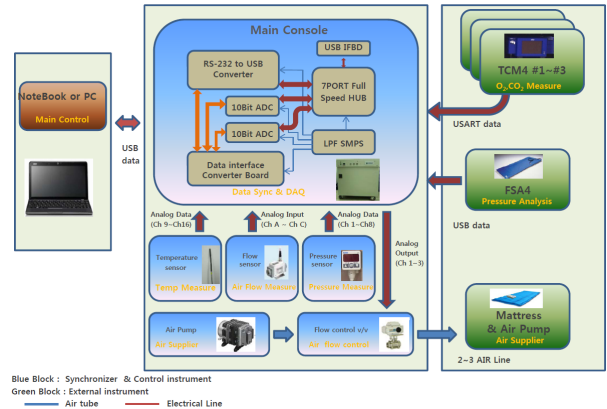 Main Console
USB IFBD
RS-232 to USB
Converter
7PORT Full
Speed HUB
10Bit ADC
10Bit ADC
LPF SMPS
Data interface
Converter Board
Data Sync & DAQ
NoteBook or PC
Main Control
USB
data
TCM4 #1~#3
O2,CO2 Measure
USART data
FSA4
Pressure Analysis
USB data
Analog Data
(Ch 9~Ch16)
Analog Input
(Ch A ~ Ch C)
Analog Data
(Ch 1~Ch8)
Analog
Output
(Ch 1~3)
Temperature
sensor
Temp Measure
Flow
sensor
Air Flow Measure
Pressure
sensor
Pressure Measure
Air Pump
Air Supplier
Flow control v/v
Air flow control
Mattress
& Air Pump
Air Supplier
2~3 AIR Line
Blue Block : Synchronizer & Control instrument
Green Block : External instrument
Air tube
Electrical Line